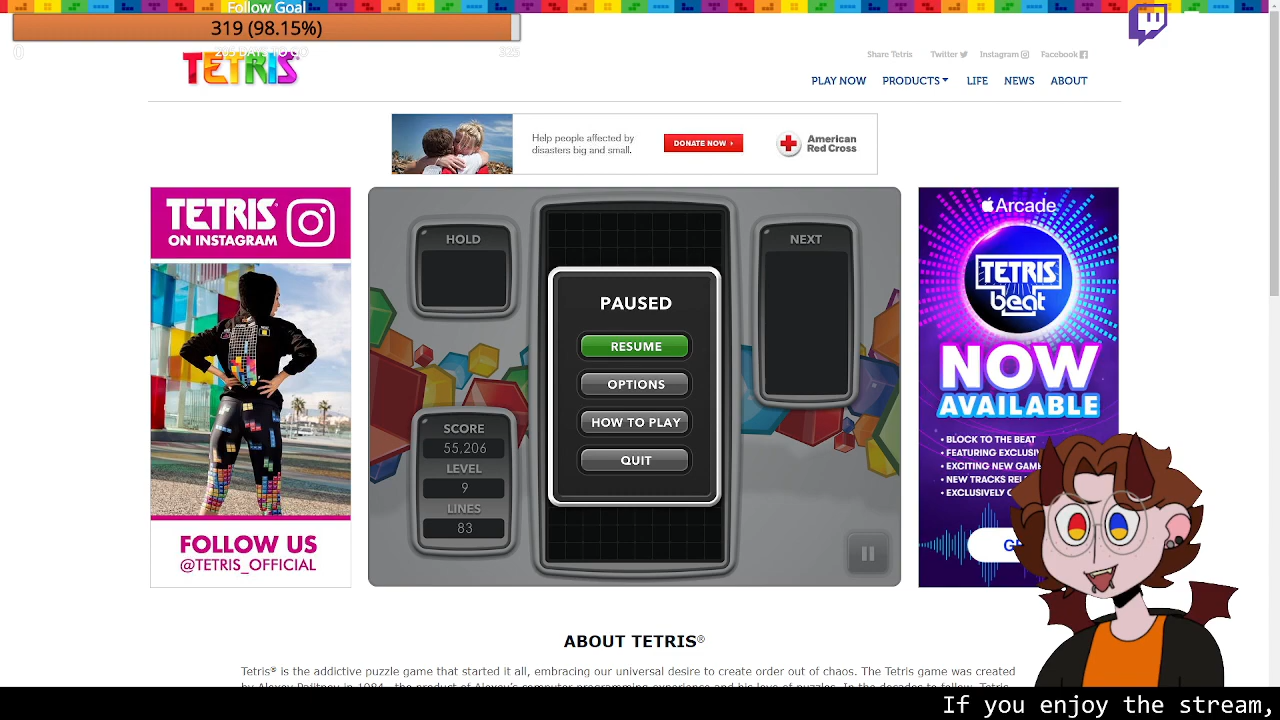 Follow Goal
319 (98.15%)
0
325
TETRIS
Share Tetris Twitter Instagram Facebook
PLAY NOW PRODUCTS LIFE NEWS ABOUT
Help people affected by
disasters big and small.
DONATE NOW
American
Red Cross
TETRIS
ON INSTAGRAM
FOLLOW US
@TETRIS_OFFICIAL
HOLD
NEXT
PAUSED
RESUME
OPTIONS
HOW TO PLAY
QUIT
SCORE
55,206
LEVEL
9
LINES
83
Arcade
TETRIS
beat
NOW
AVAILABLE
• BLOCK TO THE BEAT
• FEATURING
• EXCITING NEW
• NEW TRACKS
ABOUT TETRIS®
Tetris® is the addictive puzzle game that started it all, embracing our universal desire to create order out of chaos. The Tetris game was created
If you enjoy the stream,